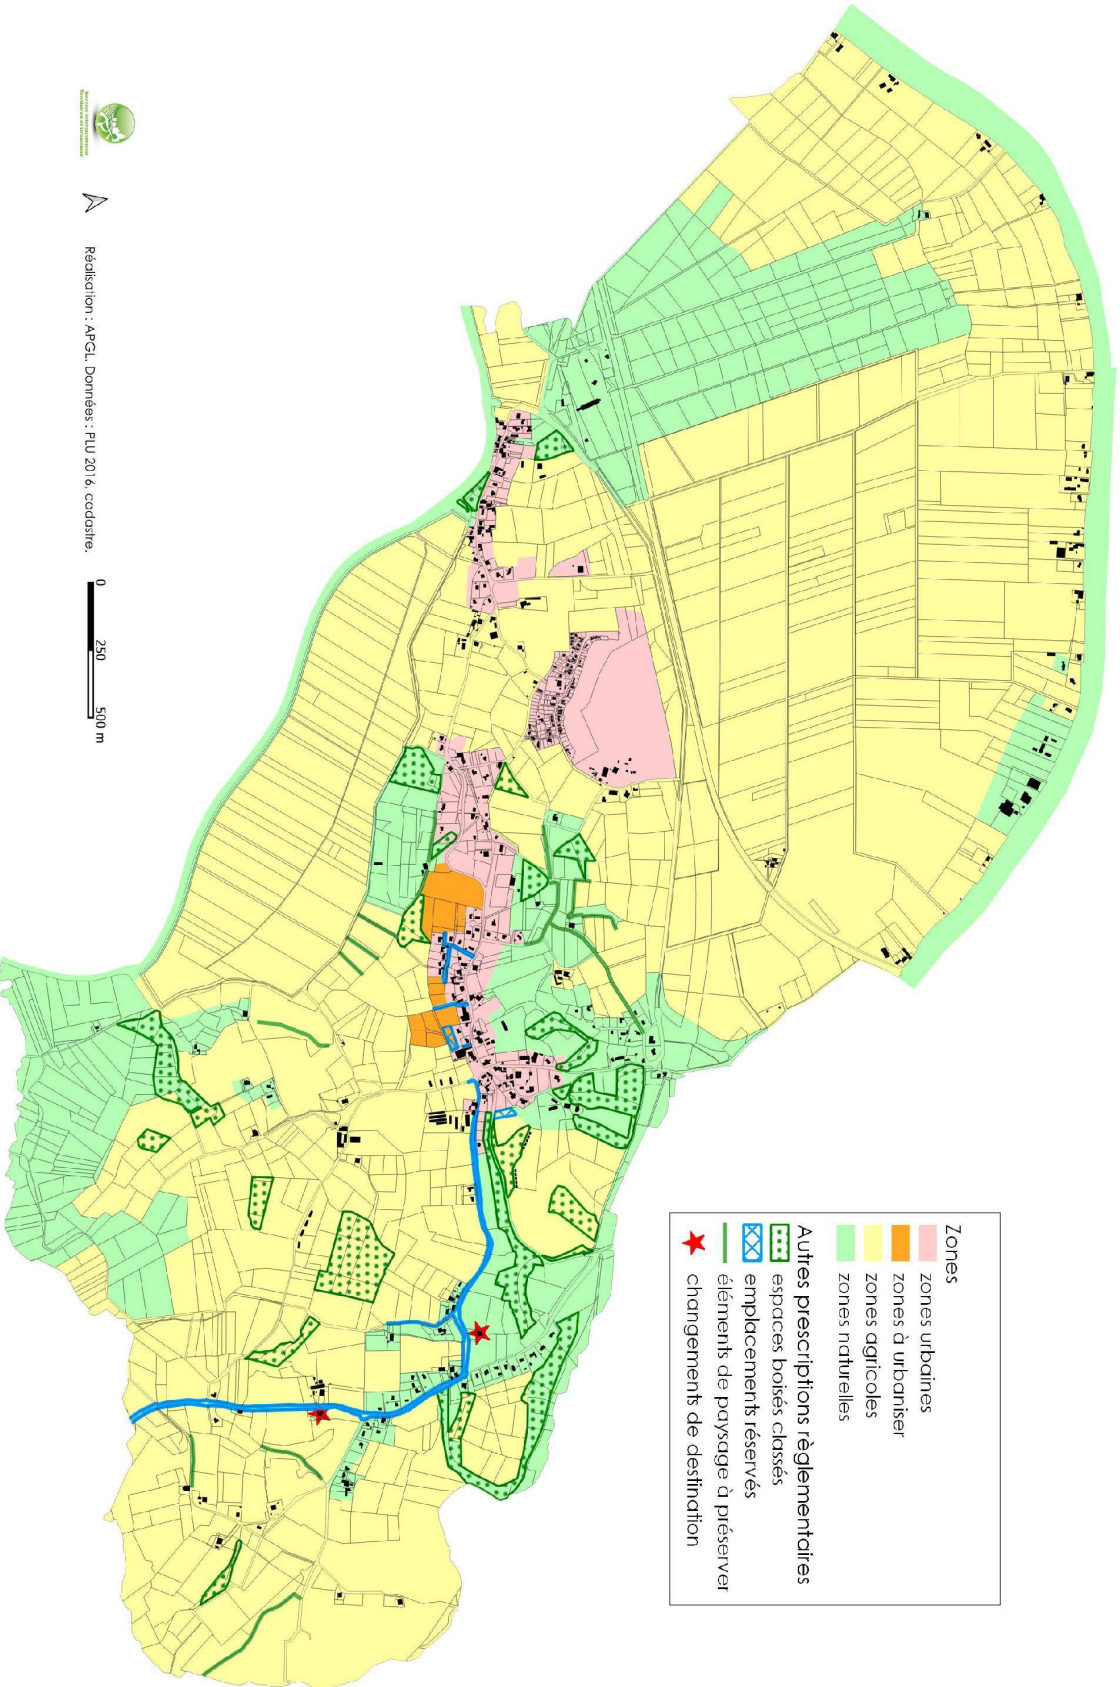 Zones
zones urbaines
zones à urbaniser
zones agricoles
zones naturelles
Autres prescriptions règlementaires
espaces boisés classés
emplacements réservés
éléments de paysage à préserver
changements de destination
Réalisation : APGL. Données : PLU 2016, cadastre.
0 250 500 m